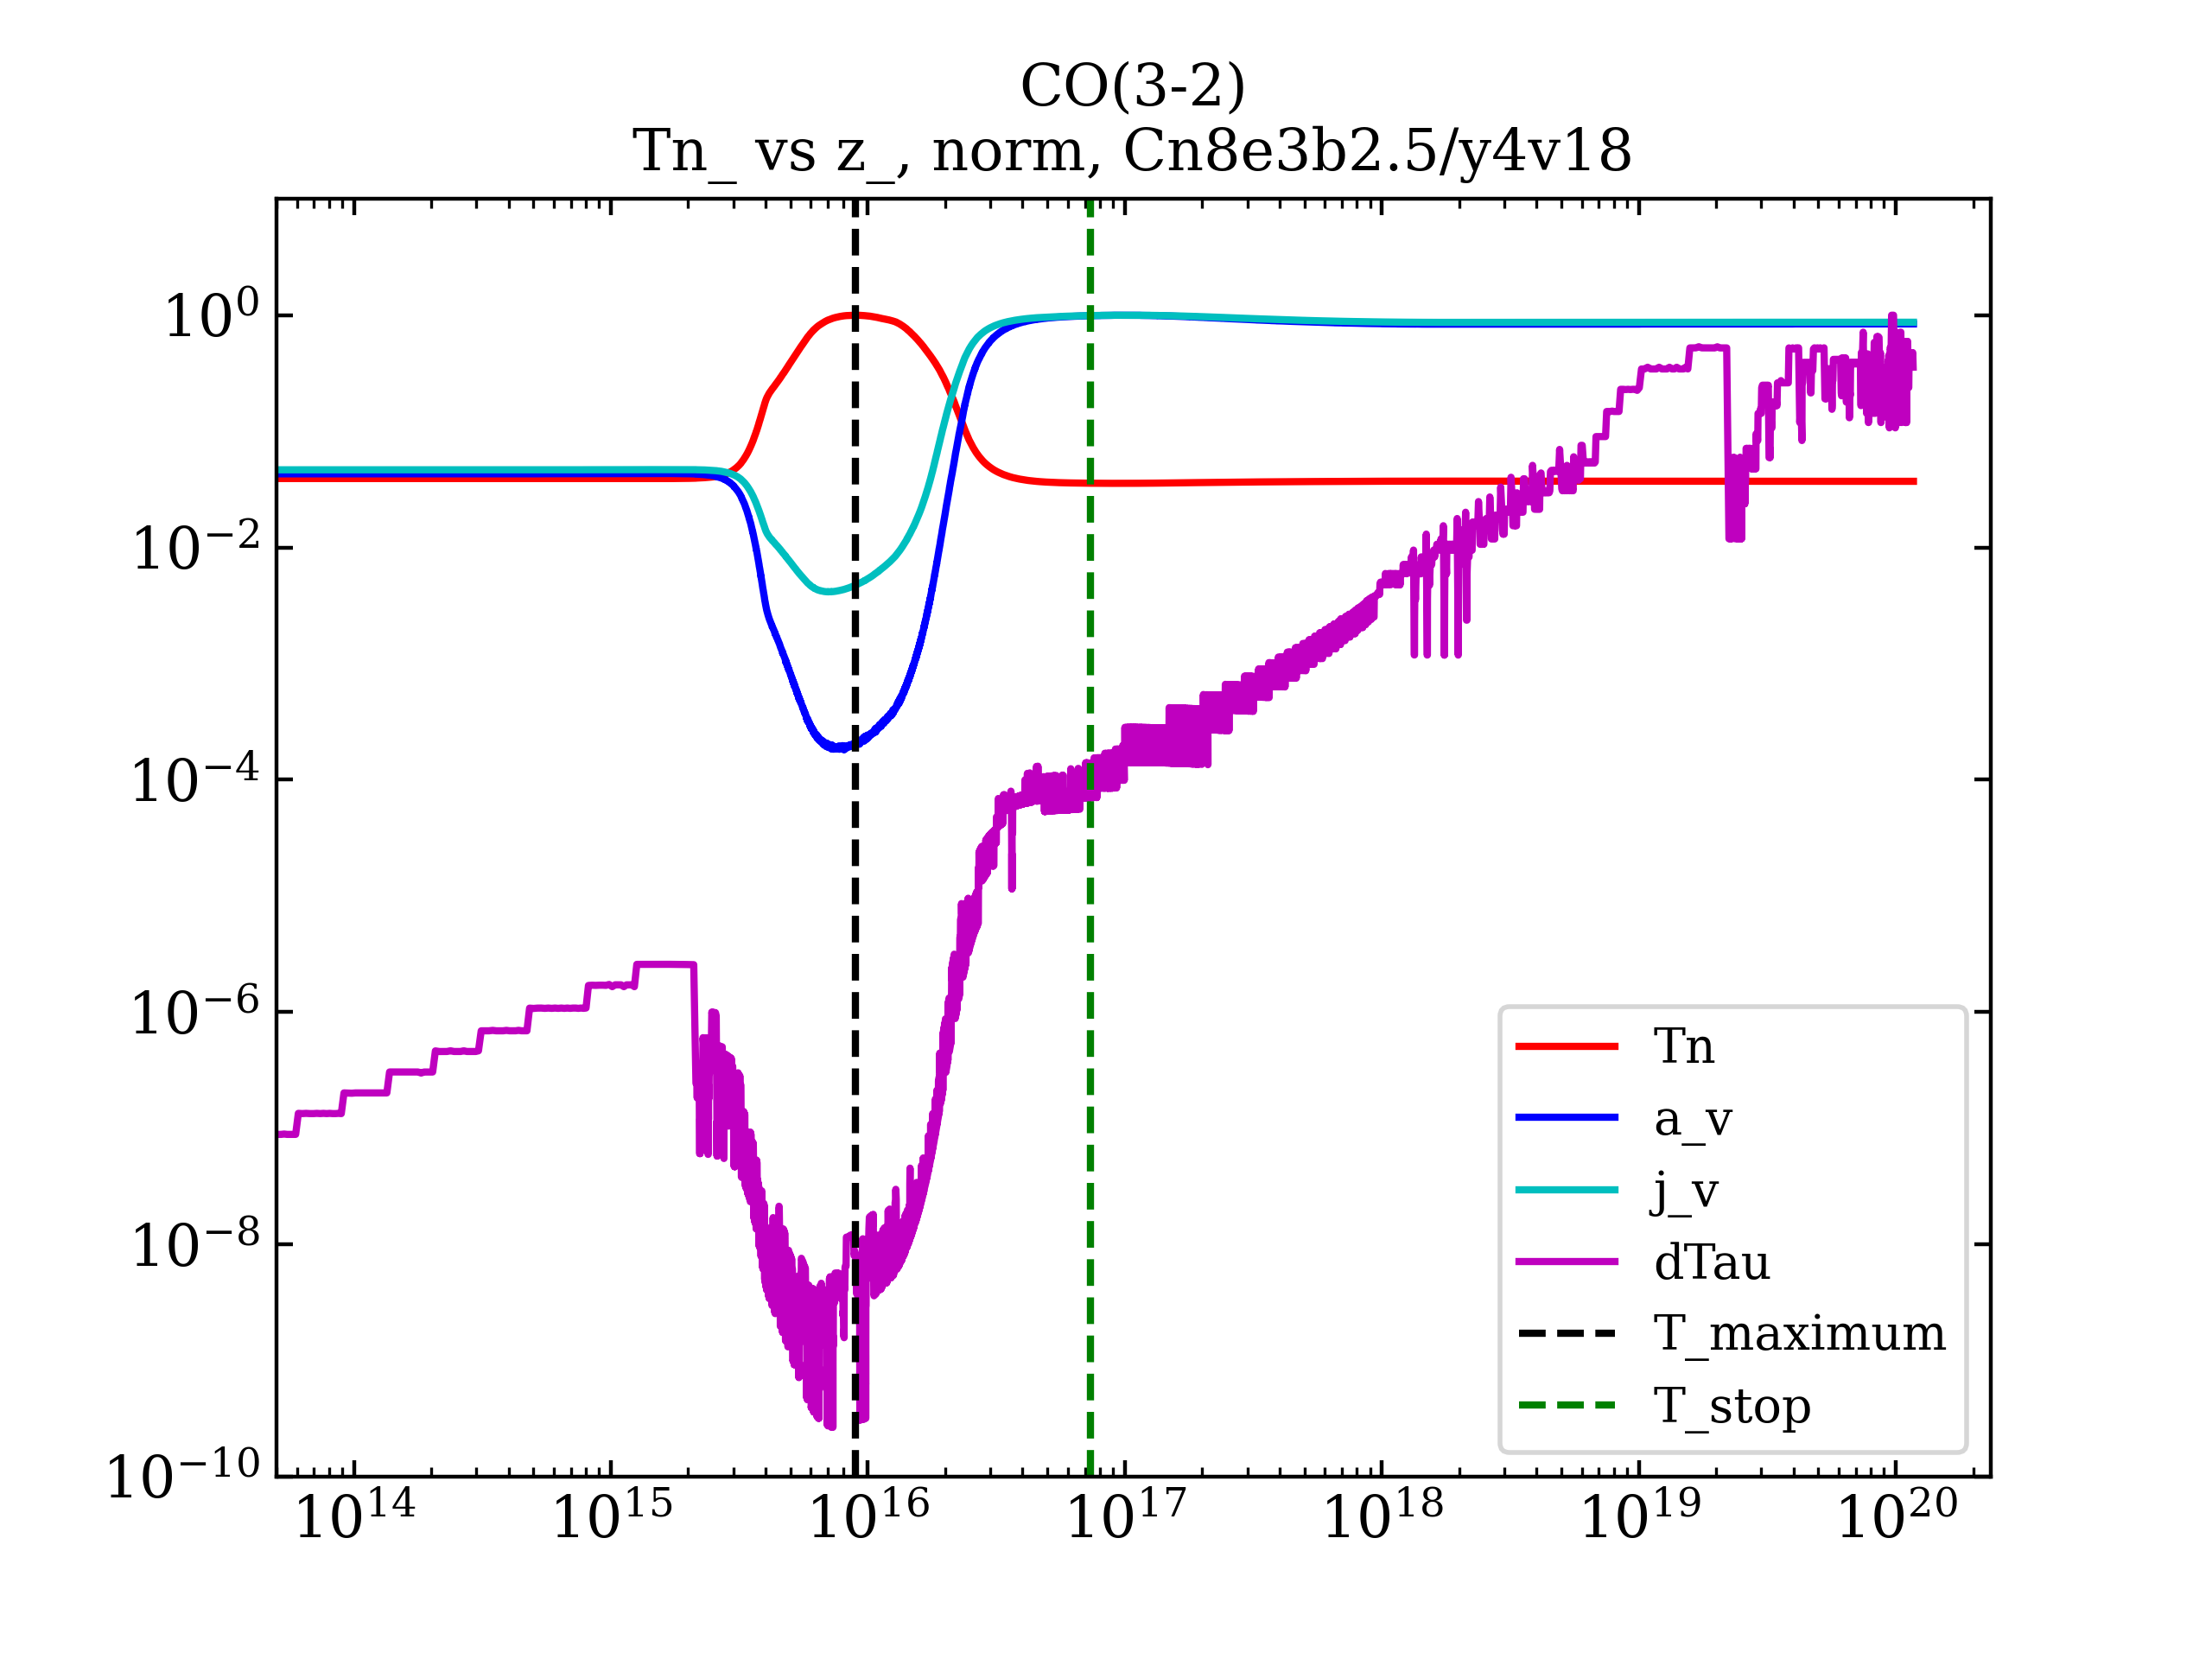 CO(3-2)
Tn_ vs z_, norm, Cn8e3b2.5/y4v18
10⁰
10⁻²
10⁻⁴
10⁻⁶
10⁻⁸
10⁻¹⁰
10¹⁴
10¹⁵
10¹⁶
10¹⁷
10¹⁸
10¹⁹
10²⁰
Tn
a_v
j_v
dTau
T_maximum
T_stop